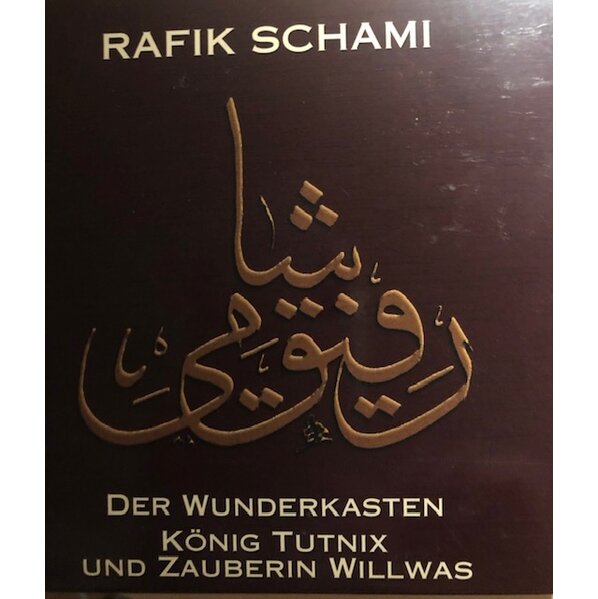 RAFIK SCHAMI
رفيق شامي
DER WUNDERKASTEN
KÖNIG TUTNIX
UND ZAUBERIN WILLWAS